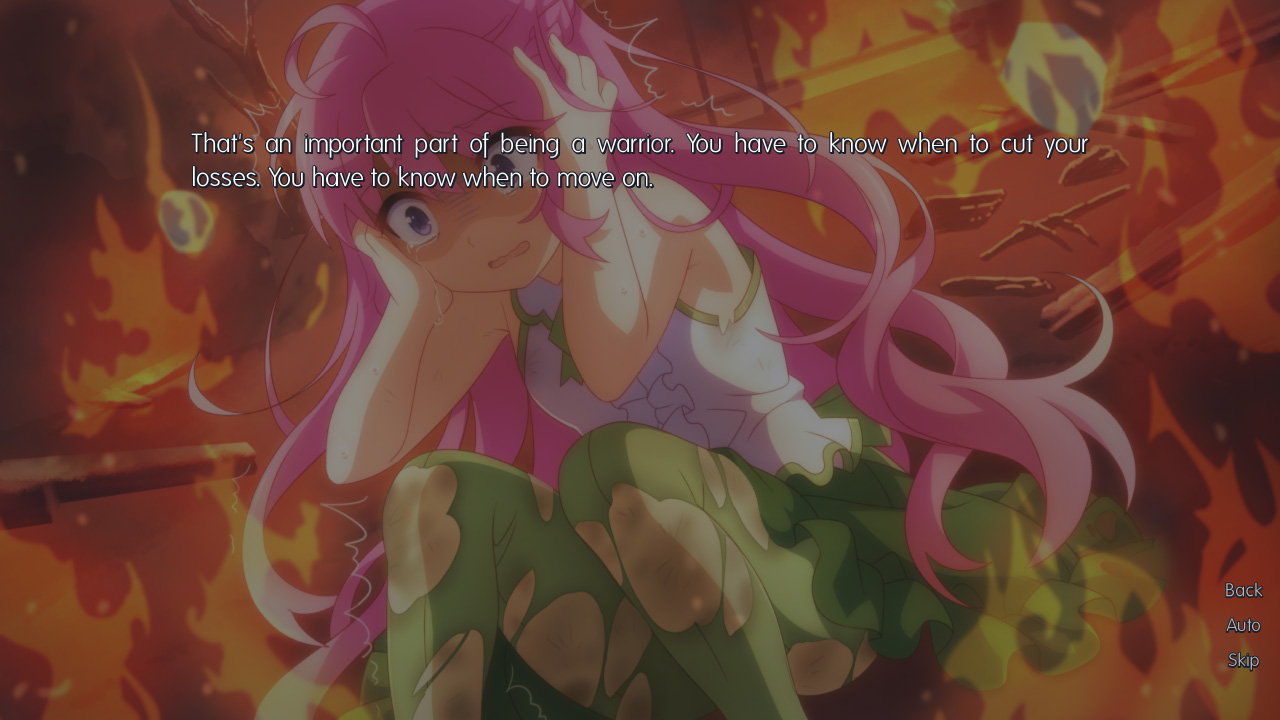 That's an important part of being a warrior. You have to know when to cut your
losses. You have to know when to move on.
Back
Auto
Skip